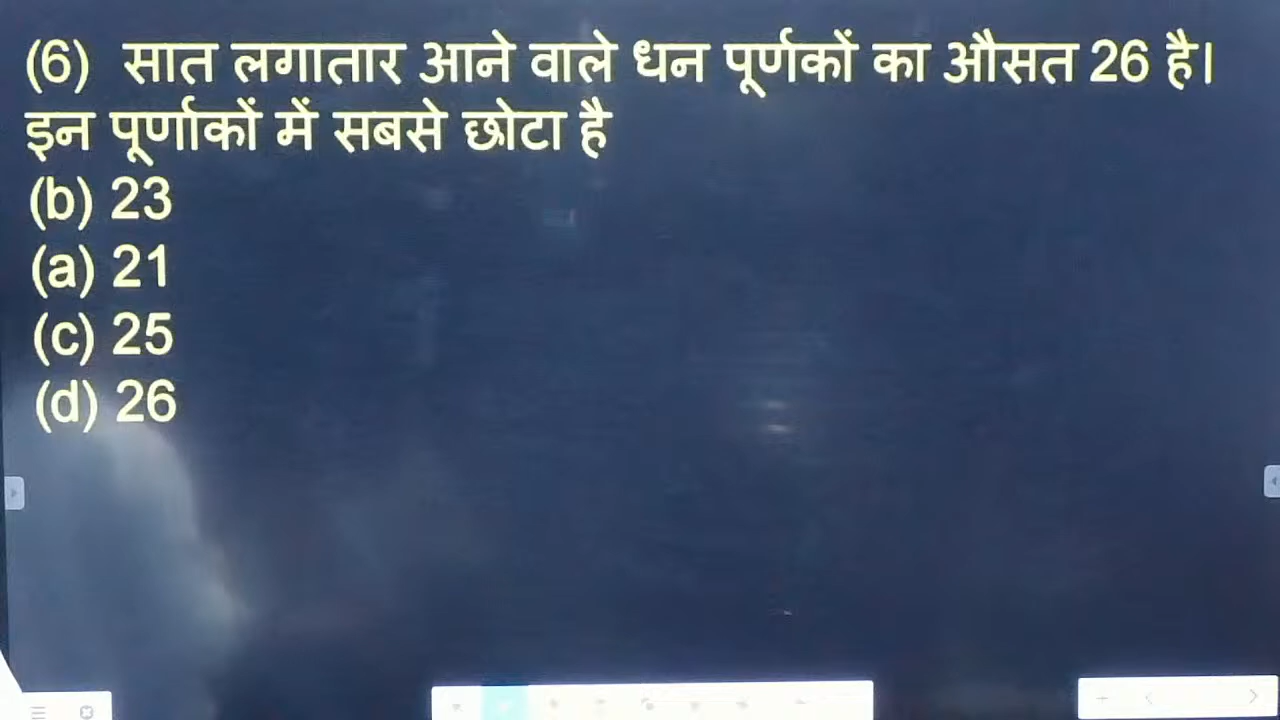 (6) सात लगातार आने वाले धन पूर्णकों का औसत 26 है।
इन पूर्णाकों में सबसे छोटा है
(b) 23
(a) 21
(c) 25
(d) 26